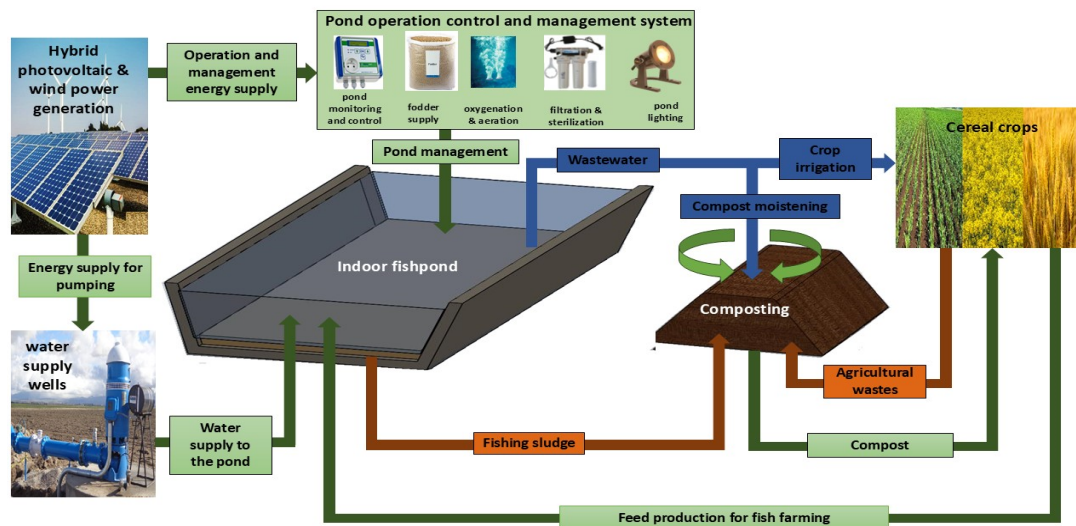 Pond operation control and management system
Hybrid
photovoltaic &
wind power
generation
Operation and
management
energy supply
pond
monitoring
and control
fodder
supply
oxygenation
& aeration
filtration &
sterilization
pond
lighting
Pond management
Wastewater
Crop
irrigation
Cereal crops
Compost moistening
Energy supply for
pumping
Indoor fishpond
Composting
water
supply
wells
Agricultural
wastes
Water
supply to
the pond
Fishing sludge
Compost
Feed production for fish farming